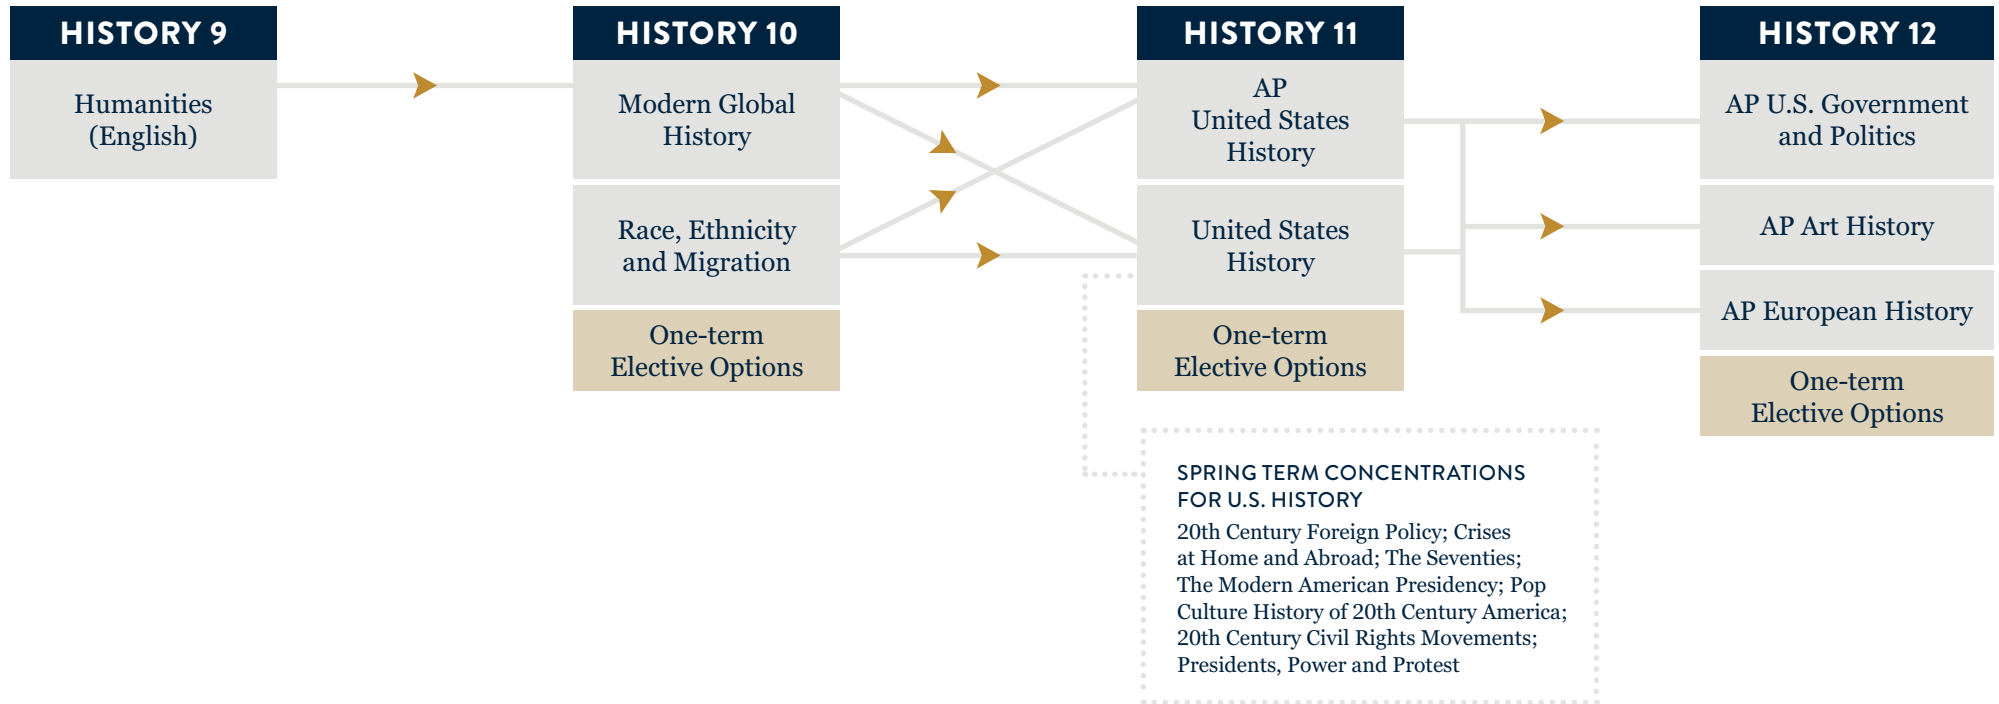 HISTORY 9
Humanities
(English)
HISTORY 10
Modern Global
History
Race, Ethnicity
and Migration
One-term
Elective Options
HISTORY 11
AP
United States
History
United States
History
One-term
Elective Options
SPRING TERM CONCENTRATIONS
FOR U.S. HISTORY
20th Century Foreign Policy; Crises
at Home and Abroad; The Seventies;
The Modern American Presidency; Pop
Culture History of 20th Century America;
20th Century Civil Rights Movements;
Presidents, Power and Protest
HISTORY 12
AP U.S. Government
and Politics
AP Art History
AP European History
One-term
Elective Options